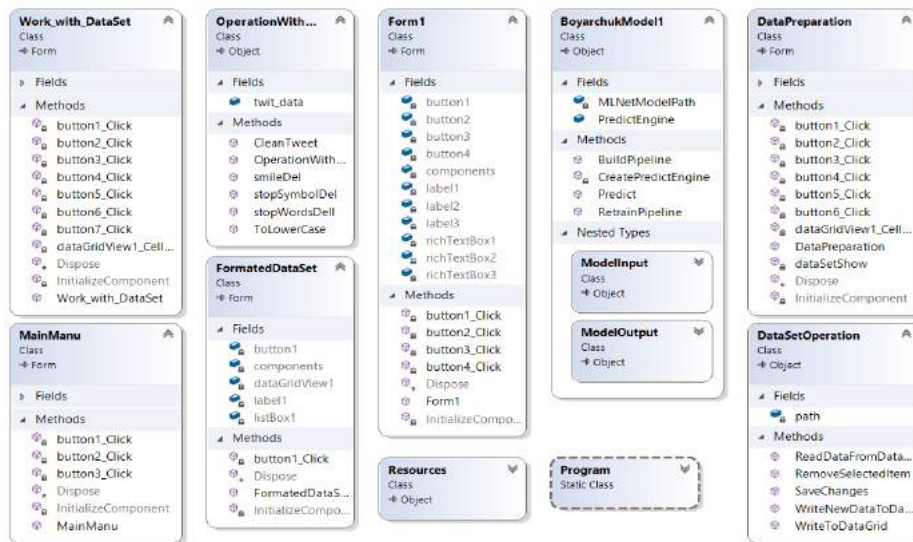 Work_with_DataSet
Class
Form
Fields
Methods
button1_Click
button2_Click
button3_Click
button4_Click
button5_Click
button6_Click
button7_Click
dataGridView1_Cell...
Dispose
InitializeComponent
Work_with_DataSet
MainManu
Class
Form
Fields
Methods
button1_Click
button2_Click
button3_Click
Dispose
InitializeComponent
MainManu
OperationWith...
Class
Object
Fields
twit_data
Methods
CleanTweet
OperationWith...
smileDel
stopSymbolDel
stopWordsDell
ToLowerCase
FormatedDataSet
Class
Form
Fields
button1
components
dataGridView1
label1
listBox1
Methods
button1_Click
Dispose
FormatedDataS...
InitializeCompo...
Form1
Class
Form
Fields
button1
button2
button3
button4
components
label1
label2
label3
richTextBox1
richTextBox2
richTextBox3
Methods
button1_Click
button2_Click
button3_Click
button4_Click
Dispose
Form1
InitializeCompo...
Resources
Class
Object
BoyarchukModel1
Class
Object
Fields
MLNetModelPath
PredictEngine
Methods
BuildPipeline
CreatePredictEngine
Predict
RetrainPipeline
Nested Types
ModelInput
Class
Object
ModelOutput
Class
Object
Program
Static Class
DataPreparation
Class
Form
Fields
Methods
button1_Click
button2_Click
button3_Click
button4_Click
button5_Click
button6_Click
dataGridView1_Cell...
DataPreparation
dataSetShow
Dispose
InitializeComponent
DataSetOperation
Class
Object
Fields
path
Methods
ReadDataFromData...
RemoveSelectedItem
SaveChanges
WriteNewDataToDa...
WriteToDataGrid